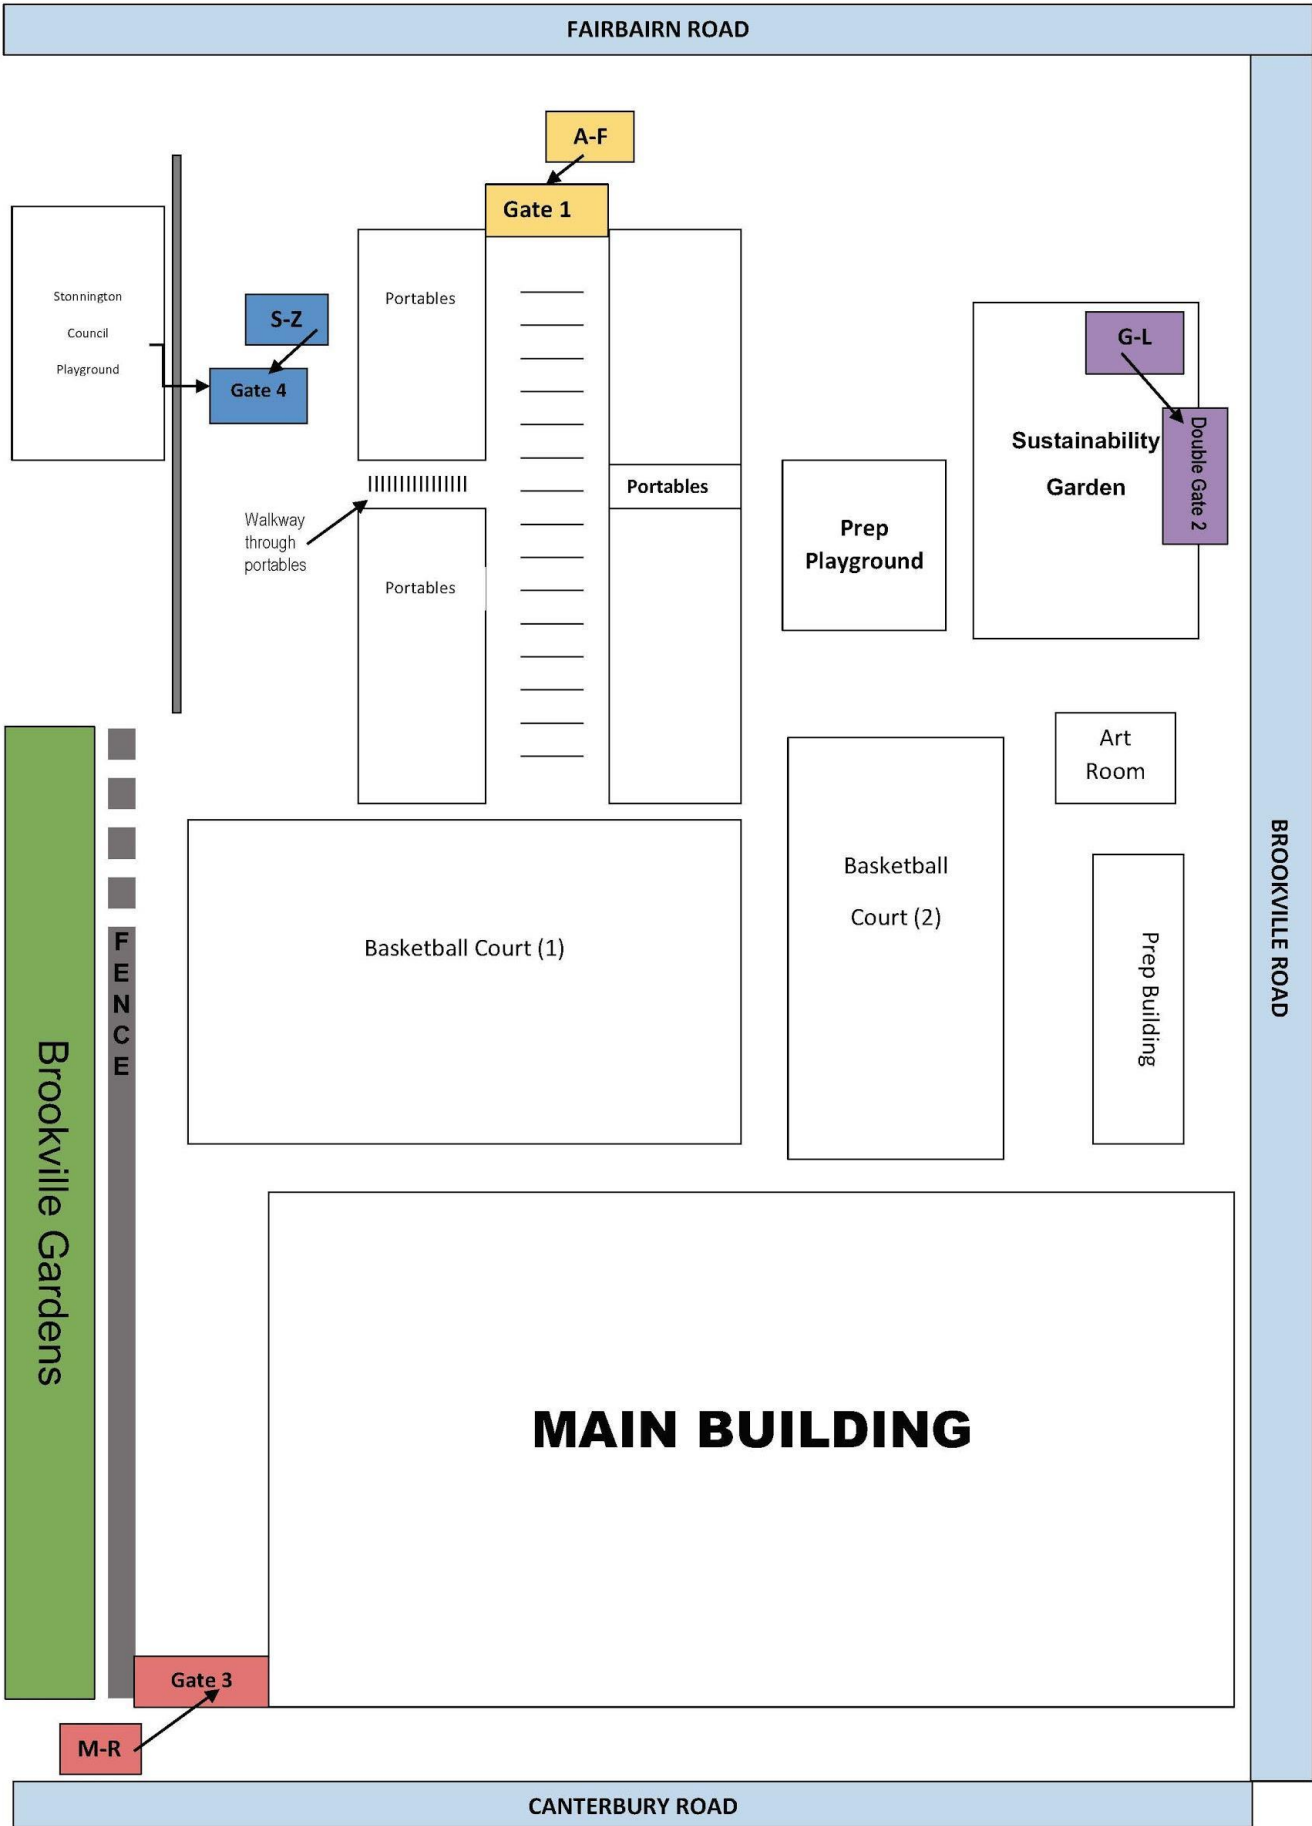 FAIRBAIRN ROAD
A-F
Gate 1
Stonnington
Council
Playground
S-Z
Gate 4
Portables
G-L
Double Gate 2
Sustainability
Garden
Portables
Walkway
through
portables
Prep
Playground
Portables
Art
Room
BROOKVILLE ROAD
Basketball
Court (2)
Basketball Court (1)
FENCE
Prep Building
Brookville Gardens
MAIN BUILDING
Gate 3
M-R
CANTERBURY ROAD